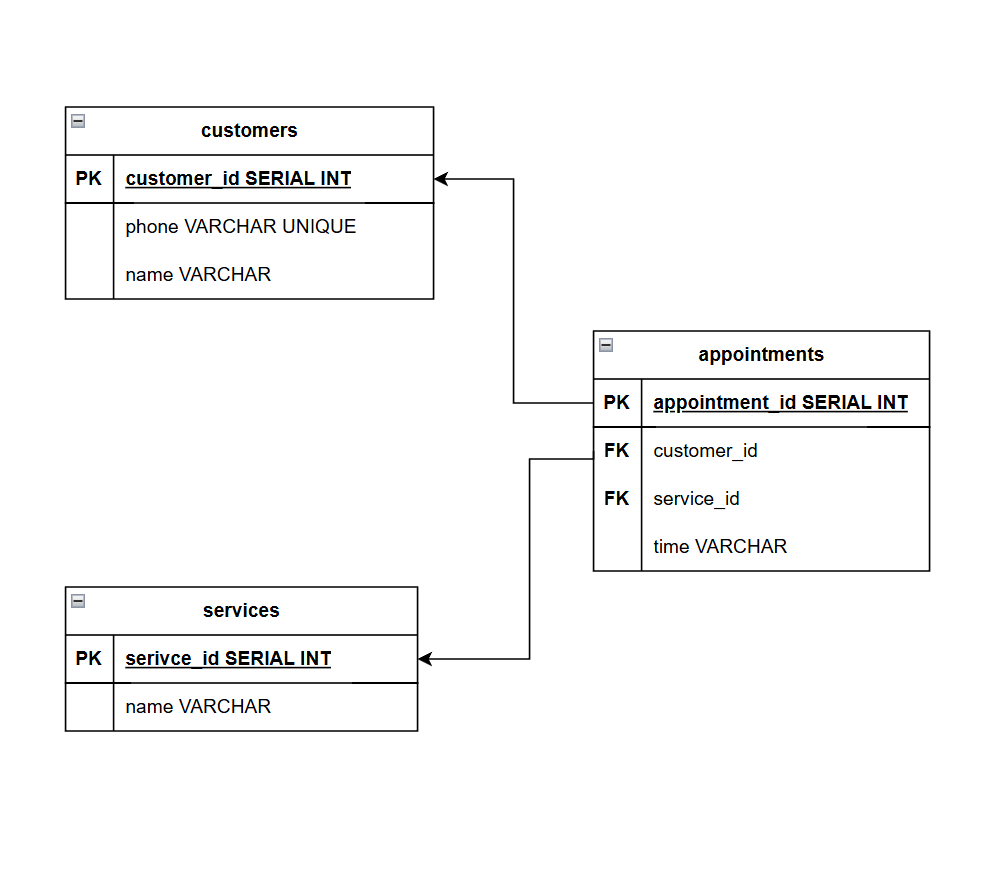 customers
PK customer_id SERIAL INT
phone VARCHAR UNIQUE
name VARCHAR
appointments
PK appointment_id SERIAL INT
FK customer_id
FK service_id
time VARCHAR
services
PK serivce_id SERIAL INT
name VARCHAR